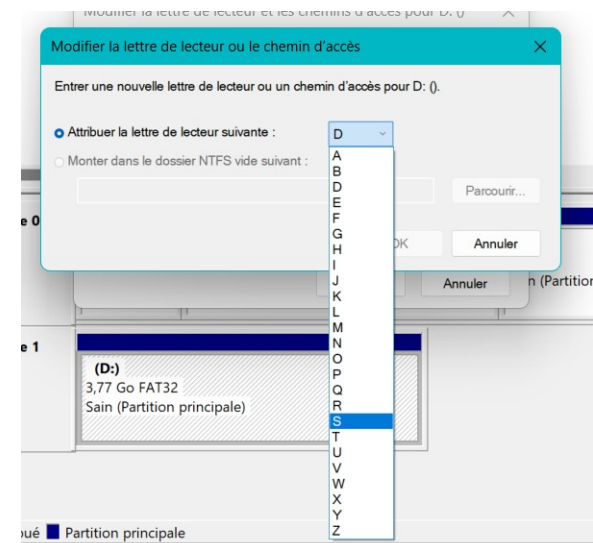 Modifier la lettre de lecteur et les chemins d'accès pour D: ()
Modifier la lettre de lecteur ou le chemin d'accès
Entrer une nouvelle lettre de lecteur ou un chemin d'accès pour D: ().
Attribuer la lettre de lecteur suivante :
D
Monter dans le dossier NTFS vide suivant :
A
B
D
E
F
G
H
I
J
K
L
M
N
O
P
Q
R
S
T
U
V
W
X
Y
Z
Parcourir...
OK
Annuler
Annuler
e 0
n (Partition
e 1
(D:)
3,77 Go FAT32
Sain (Partition principale)
oué
Partition principale